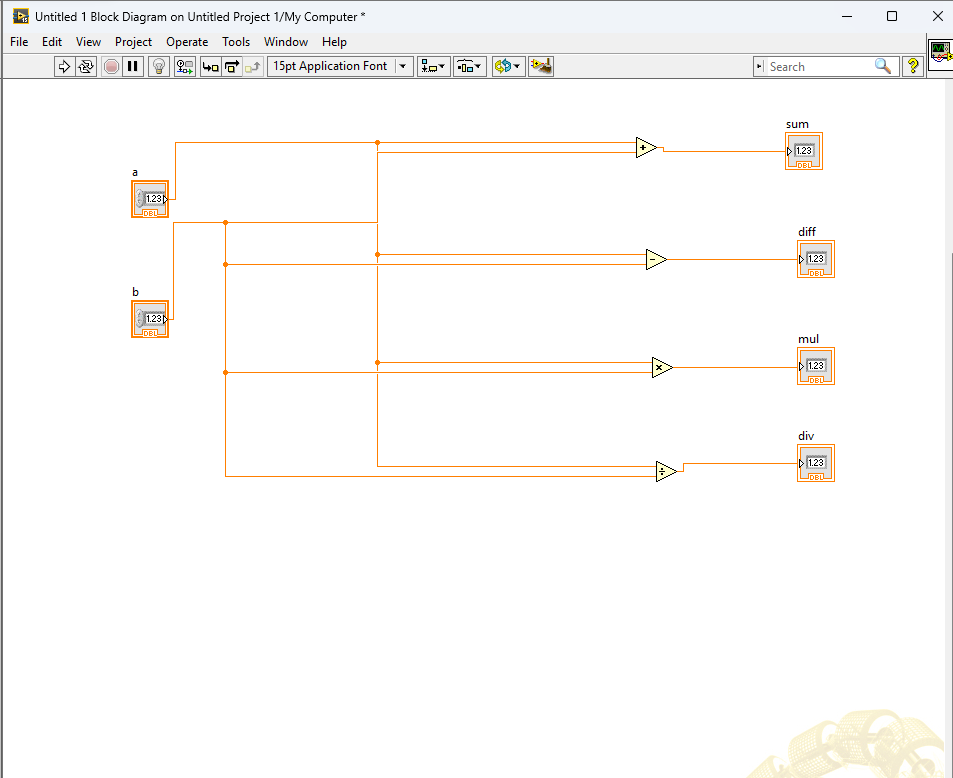 Untitled 1 Block Diagram on Untitled Project 1/My Computer *
File Edit View Project Operate Tools Window Help
15pt Application Font
Search
?
sum
1.23
DBL
+
a
1.23
DBL
diff
1.23
DBL
-
b
1.23
DBL
mul
1.23
DBL
×
div
1.23
DBL
÷